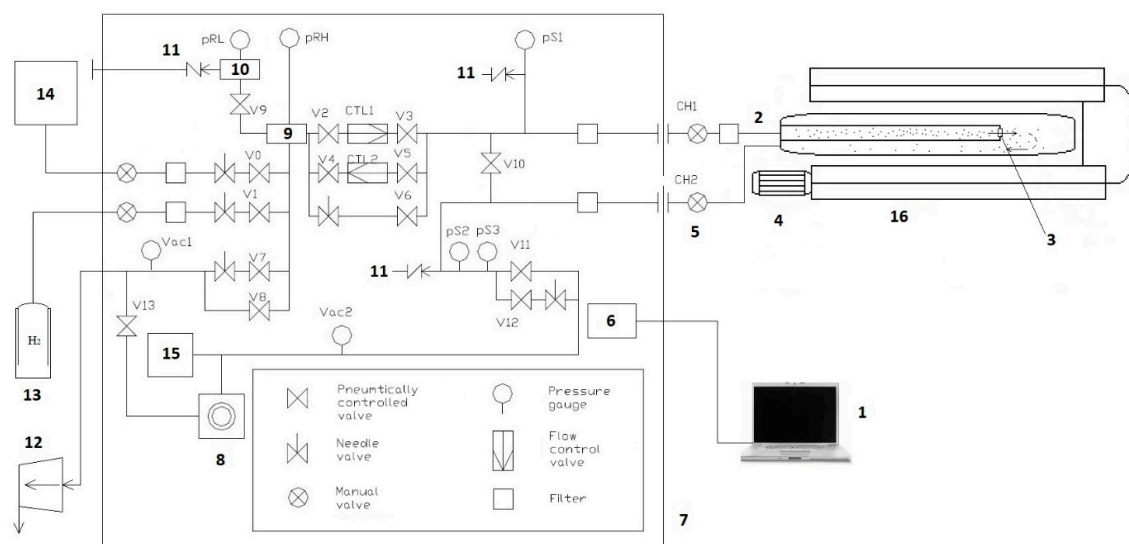 pRL
pRH
pS1
11
10
11
14
V9
V2
CTL1
V3
CH1
2
9
V0
V4
CTL2
V5
V10
V1
V6
CH2
4
5
16
3
Vac1
V7
pS2
pS3
V11
V8
11
V13
V12
H₂
Vac2
6
13
15
12
8
1
7
Pneumtically
controlled
valve
Pressure
gauge
Needle
valve
Flow
control
valve
Manual
valve
Filter